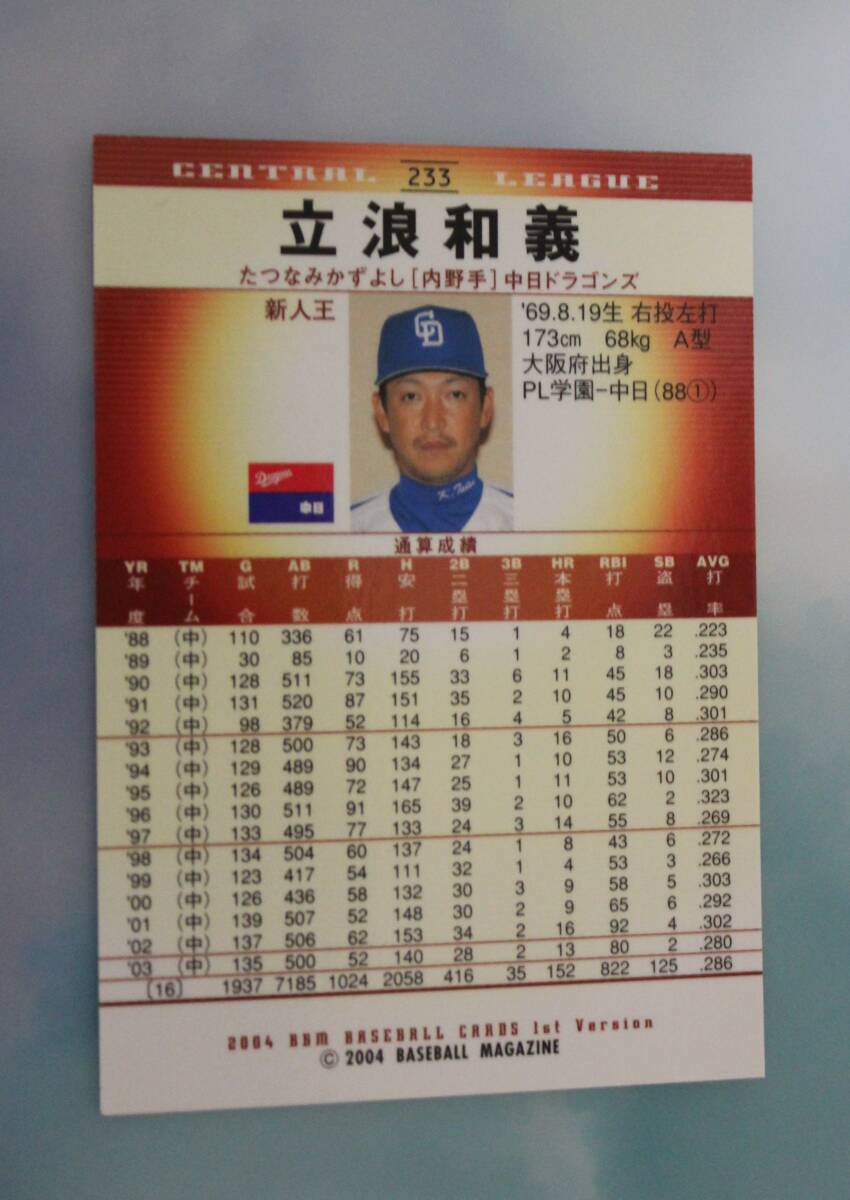 CENTRAL 233 LEAGUE
立浪和義
たつなみかずよし[内野手]中日ドラゴンズ
新人王
'69.8.19生 右投左打
173cm 68kg A型
大阪府出身
PL学園-中日(88①)
CD
K. Tatsu
Dragons
中日
通算成績
YR TM G AB R H 2B 3B HR RBI SB AVG
年度 チーム 試合 打数 得点 安打 二塁打 三塁打 本塁打 打点 盗塁 打率
'88 (中) 110 336 61 75 15 1 4 18 22 .223
'89 (中) 30 85 10 20 6 1 2 8 3 .235
'90 (中) 128 511 73 155 33 6 11 45 18 .303
'91 (中) 131 520 87 151 35 2 10 45 10 .290
'92 (中) 98 379 52 114 16 4 5 42 8 .301
'93 (中) 128 500 73 143 18 3 16 50 6 .286
'94 (中) 129 489 90 134 27 1 10 53 12 .274
'95 (中) 126 489 72 147 25 1 11 53 10 .301
'96 (中) 130 511 91 165 39 2 10 62 2 .323
'97 (中) 133 495 77 133 24 3 14 55 8 .269
'98 (中) 134 504 60 137 24 1 8 43 6 .272
'99 (中) 123 417 54 111 32 1 4 53 3 .266
'00 (中) 126 436 58 132 30 3 9 58 5 .303
'01 (中) 139 507 52 148 30 2 9 65 6 .292
'02 (中) 137 506 62 153 34 2 16 92 4 .302
'03 (中) 135 500 52 140 28 2 13 80 2 .280
(16) 1937 7185 1024 2058 416 35 152 822 125 .286
2004 BBM BASEBALL CARDS 1st Version
© 2004 BASEBALL MAGAZINE